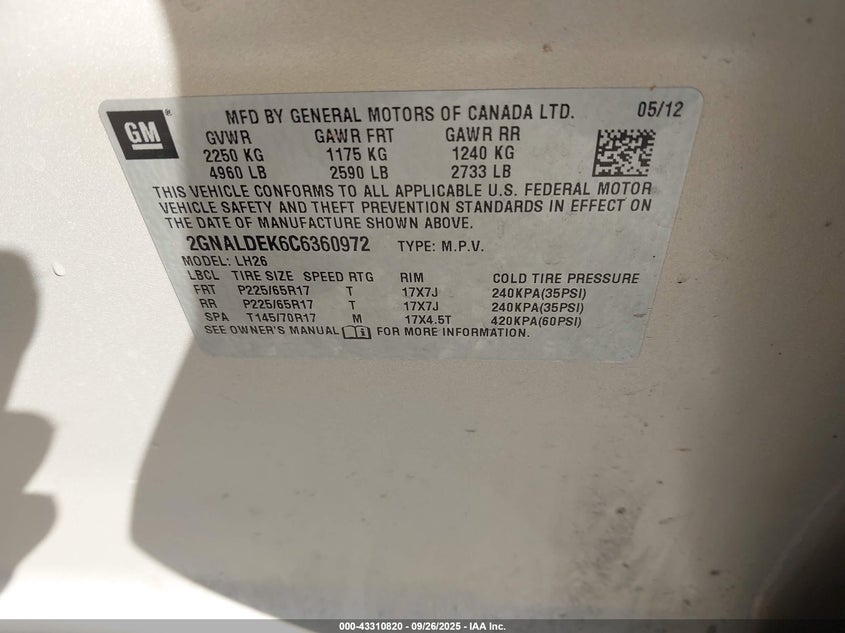 GM®
MFD BY GENERAL MOTORS OF CANADA LTD. 05/12
GVWR GAWR FRT GAWR RR
2250 KG 1175 KG 1240 KG
4960 LB 2590 LB 2733 LB
THIS VEHICLE CONFORMS TO ALL APPLICABLE U.S. FEDERAL MOTOR
VEHICLE SAFETY AND THEFT PREVENTION STANDARDS IN EFFECT ON
THE DATE OF MANUFACTURE SHOWN ABOVE.
2GNALDEK6C6360972 TYPE: M.P.V.
MODEL: LH26
LBCL TIRE SIZE SPEED RTG RIM COLD TIRE PRESSURE
FRT P225/65R17 T 17X7J 240KPA(35PSI)
RR P225/65R17 T 17X7J 240KPA(35PSI)
SPA T145/70R17 M 17X4.5T 420KPA(60PSI)
SEE OWNER'S MANUAL FOR MORE INFORMATION.
000-43310820 - 09/26/2025 - IAA Inc.